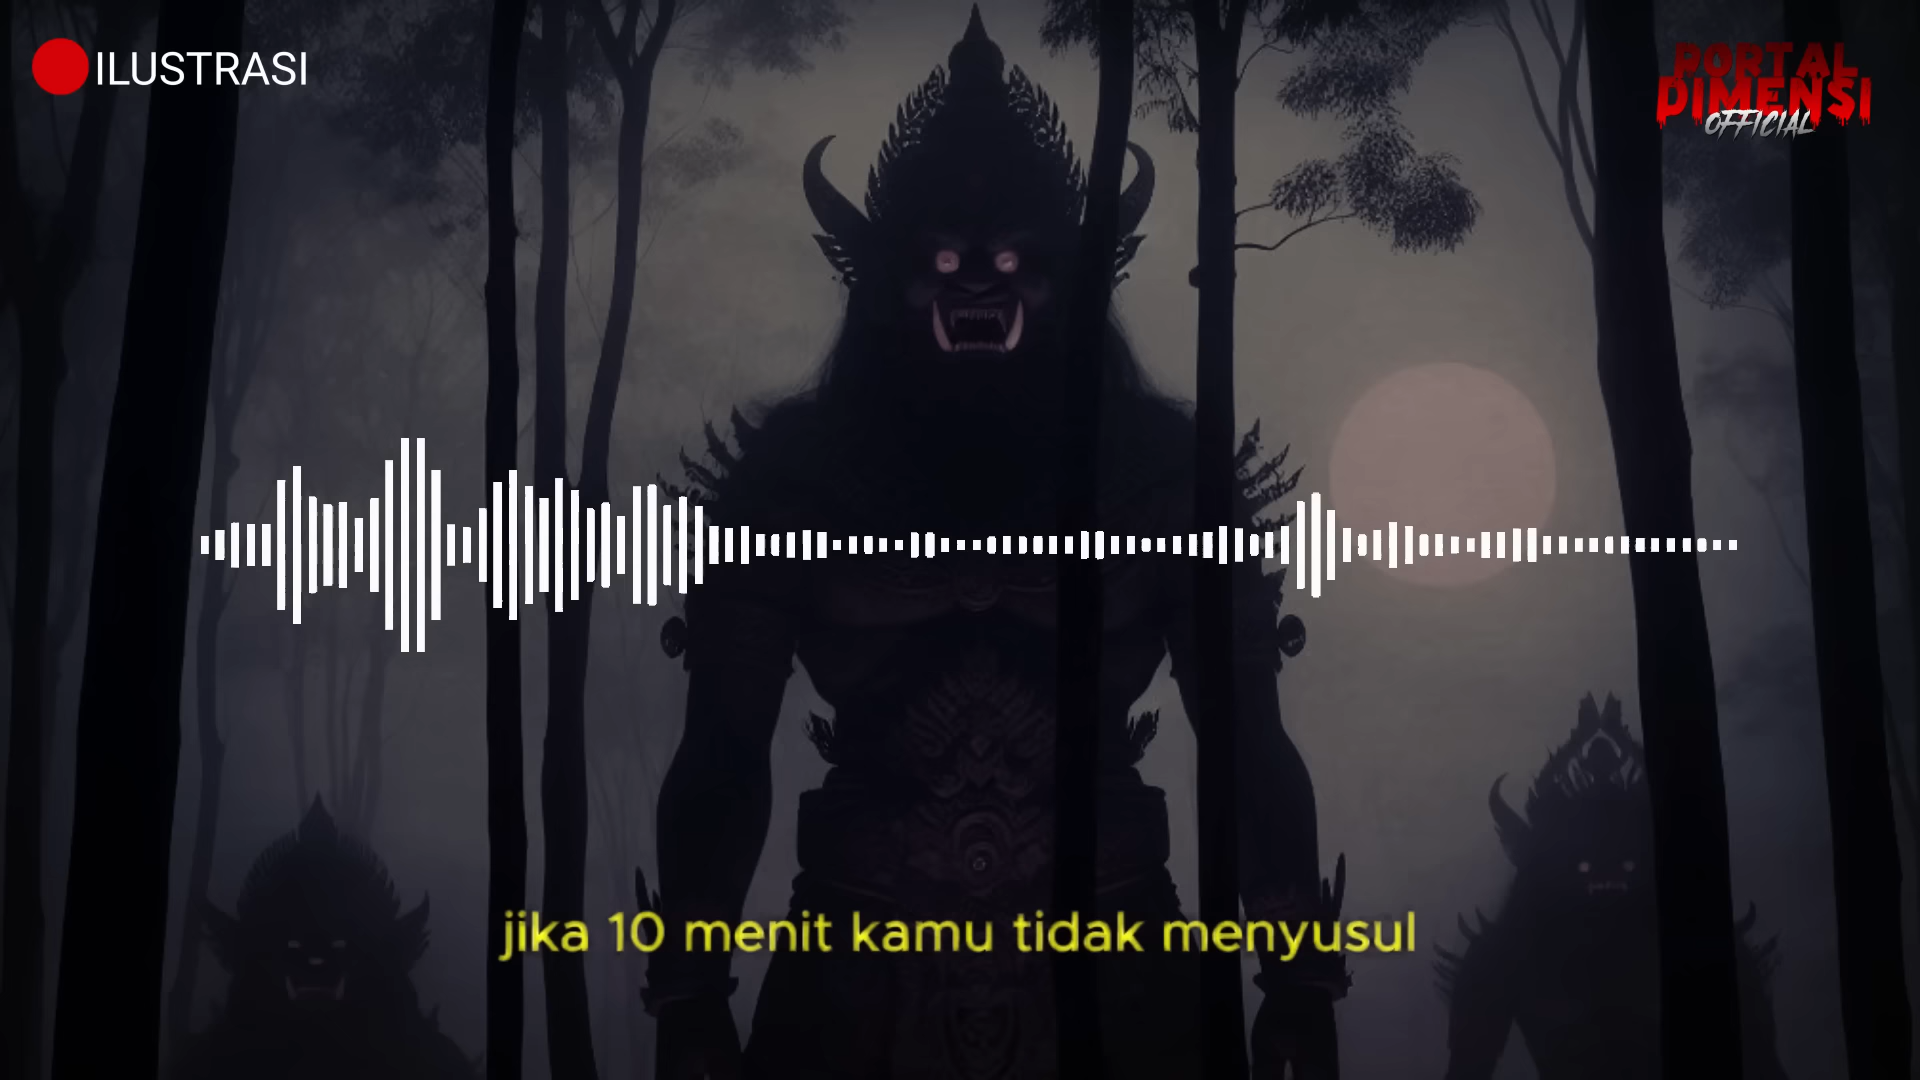 ILUSTRASI
PORTAL
DIMENSI
OFFICIAL
jika 10 menit kamu tidak menyusul